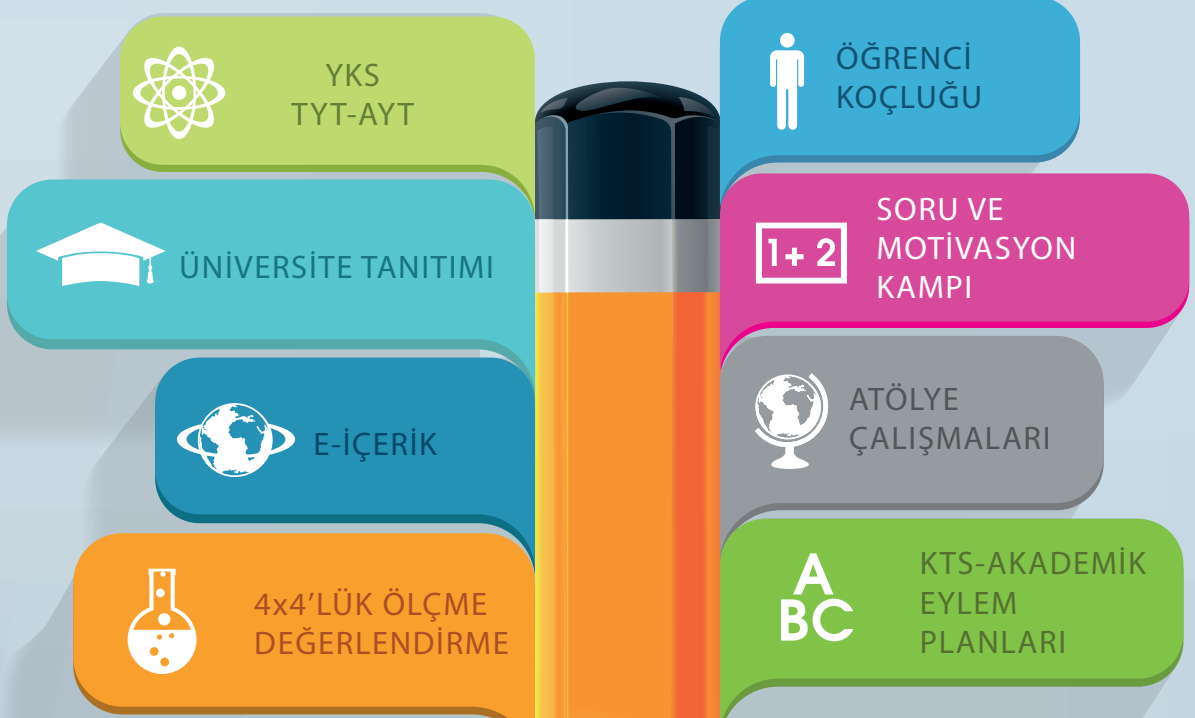 YKS
TYT-AYT
ÜNİVERSİTE TANITIMI
E-İÇERİK
4x4'LÜK ÖLÇME
DEĞERLENDİRME
ÖĞRENCİ
KOÇLUĞU
1+ 2
SORU VE
MOTİVASYON
KAMPI
ATÖLYE
ÇALIŞMALARI
A
BC
KTS-AKADEMİK
EYLEM
PLANLARI